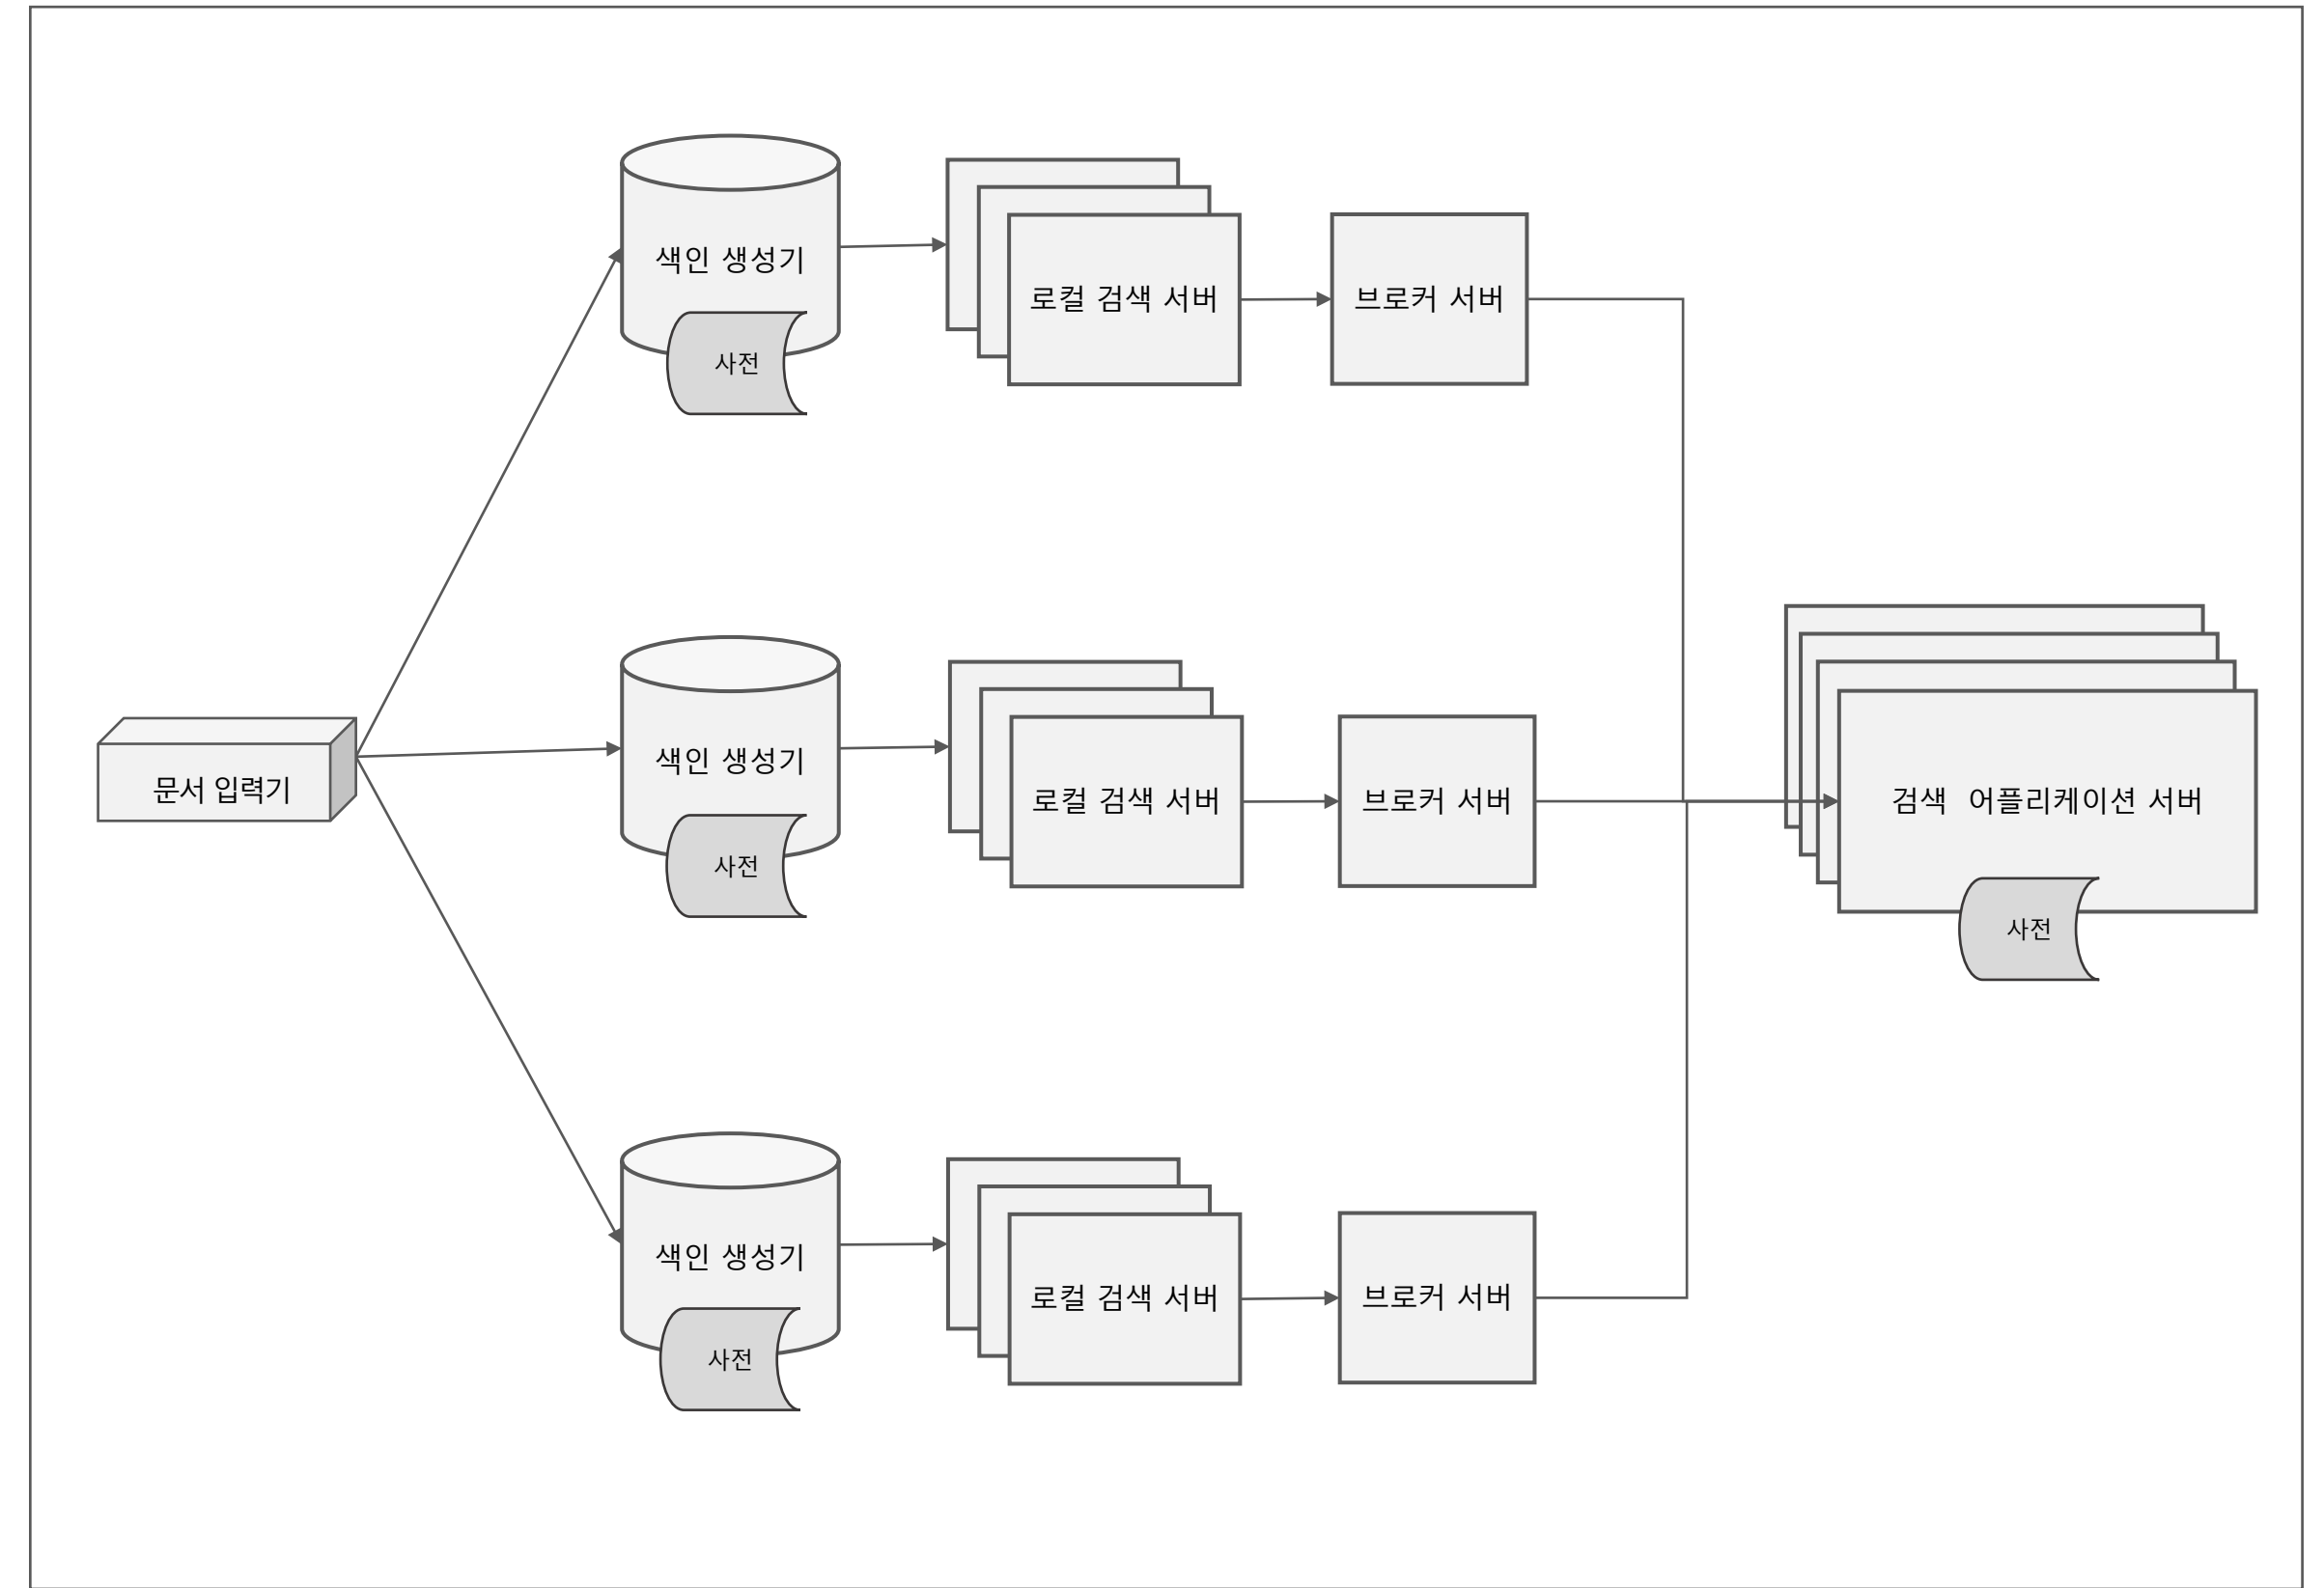 색인 생성기
사전
로컬 검색 서버
브로커 서버
문서 입력기
색인 생성기
사전
로컬 검색 서버
브로커 서버
검색  어플리케이션 서버
사전
색인 생성기
사전
로컬 검색 서버
브로커 서버